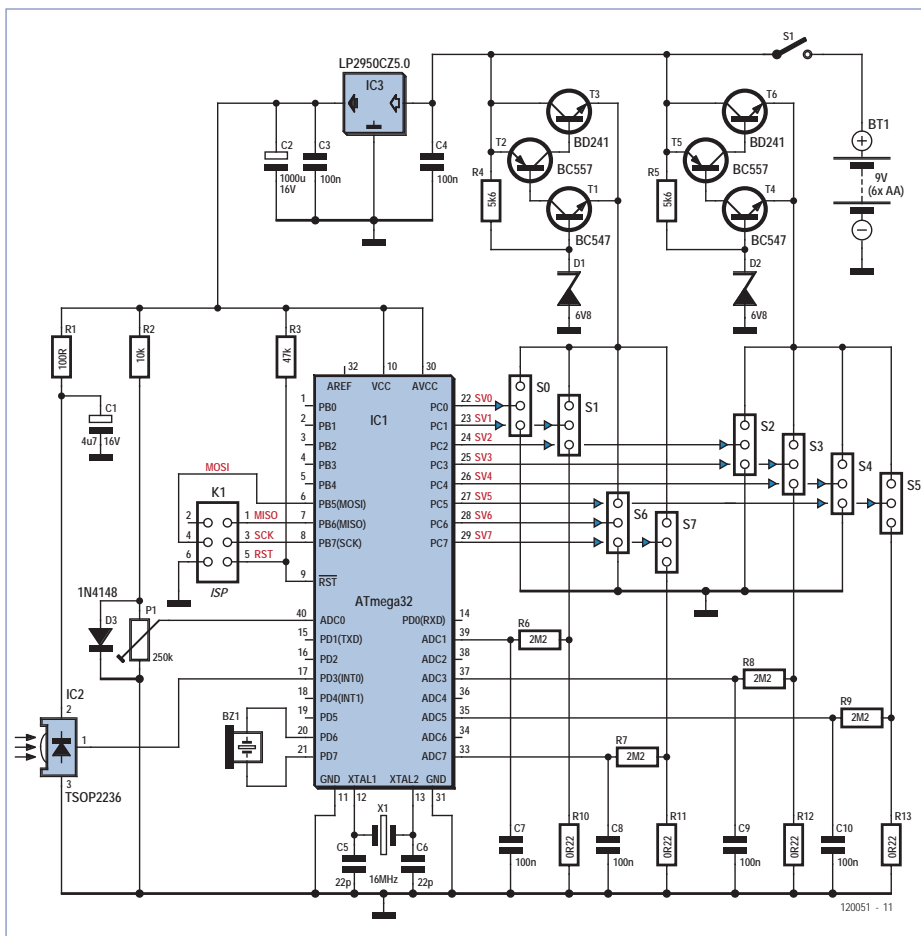 S1
LP2950CZ5.0
IC3
T3
T6
BT1
C2
C3
C4
1000u
16V
100n
100n
T2
BD241
T5
BD241
BC557
BC557
R4
5k6
T1
R5
5k6
T4
9V
(6x AA)
BC547
BC547
D1
D2
6V8
6V8
R1
100R
R2
10k
R3
47k
32
10
30
AREF
VCC
AVCC
IC1
C1
4u7
16V
1
PB0
PC0
22
SV0
S0
2
PB1
PC1
23
SV1
S1
3
PB2
PC2
24
SV2
S2
4
PB3
PC3
25
SV3
S3
5
PB4
PC4
26
SV4
S4
MOSI
6
PB5(MOSI)
PC5
27
SV5
S5
K1
2
1
MISO
7
PB6(MISO)
PC6
28
SV6
S6
4
3
SCK
8
PB7(SCK)
PC7
29
SV7
S7
6
5
RST
ISP
9
RST
ATmega32
1N4148
D3
P1
250k
40
ADC0
PD0(RXD)
14
15
PD1(TXD)
ADC1
39
R6
2M2
16
PD2
ADC2
38
17
PD3(INT0)
ADC3
37
R8
2M2
18
PD4(INT1)
ADC4
36
19
PD5
ADC5
35
R9
2M2
20
PD6
ADC6
34
21
PD7
ADC7
33
R7
2M2
IC2
2
1
3
TSOP2236
BZ1
GND
XTAL1
XTAL2
GND
11
12
13
31
X1
16MHz
C5
22p
C6
22p
C7
100n
R10
0R22
C8
100n
R11
0R22
C9
100n
R12
0R22
C10
100n
R13
0R22
120051 - 11